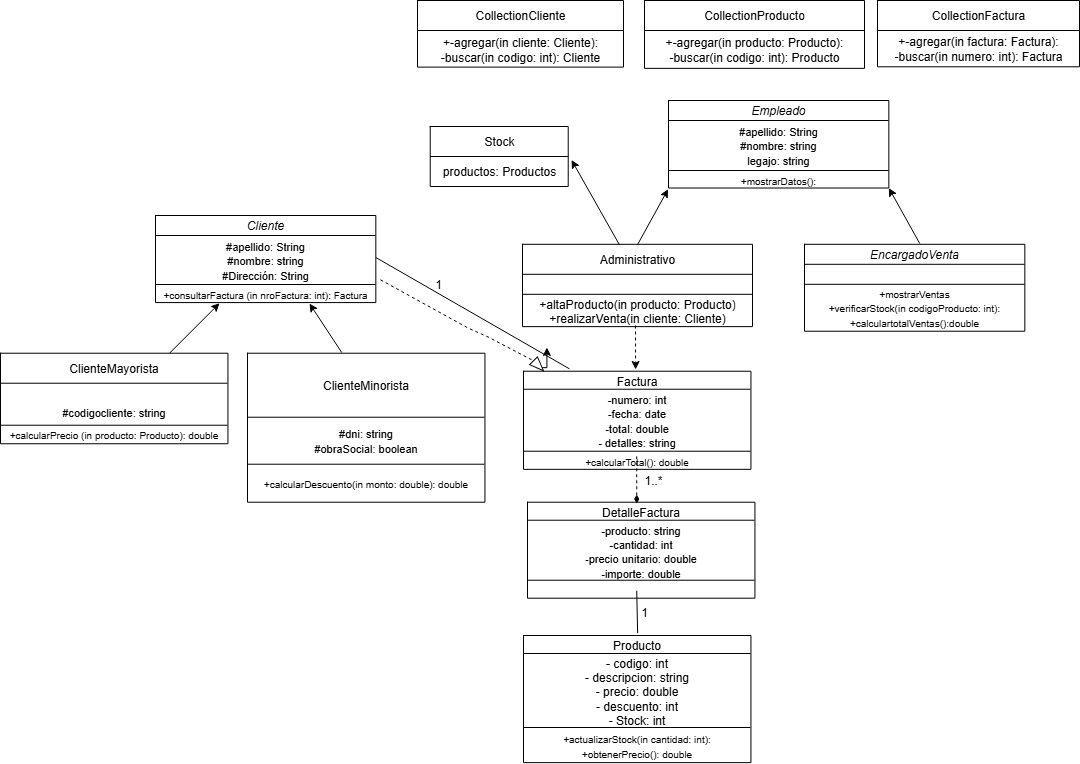 CollectionCliente
+-agregar(in cliente: Cliente):
-buscar(in codigo: int): Cliente
CollectionProducto
+-agregar(in producto: Producto):
-buscar(in codigo: int): Producto
CollectionFactura
+-agregar(in factura: Factura):
-buscar(in numero: int): Factura
Stock
productos: Productos
Empleado
#apellido: String
#nombre: string
legajo: string
+mostrarDatos():
Cliente
#apellido: String
#nombre: string
#Dirección: String
+consultarFactura (in nroFactura: int): Factura
1
Administrativo
+altaProducto(in producto: Producto)
+realizarVenta(in cliente: Cliente)
EncargadoVenta
+mostrarVentas
+verificarStock(in codigoProducto: int):
+calculartotalVentas():double
ClienteMayorista
#codigocliente: string
+calcularPrecio (in producto: Producto): double
ClienteMinorista
#dni: string
#obraSocial: boolean
+calcularDescuento(in monto: double): double
Factura
-numero: int
-fecha: date
-total: double
- detalles: string
+calcularTotal(): double
1..*
DetalleFactura
-producto: string
-cantidad: int
-precio unitario: double
-importe: double
1
Producto
- codigo: int
- descripcion: string
- precio: double
- descuento: int
- Stock: int
+actualizarStock(in cantidad: int):
+obtenerPrecio(): double